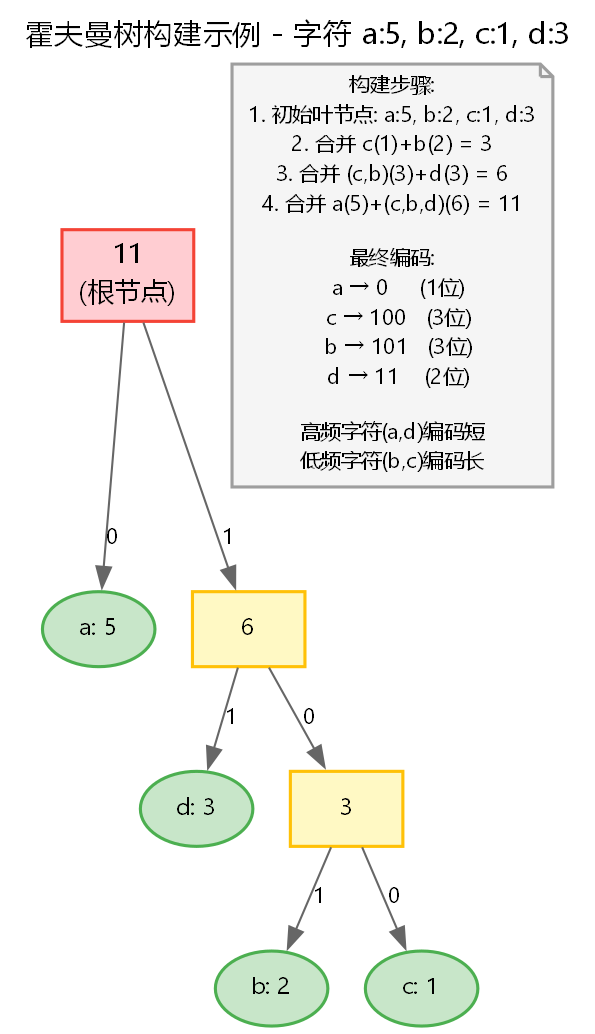 霍夫曼树构建示例 - 字符 a:5, b:2, c:1, d:3
构建步骤:
1. 初始叶节点: a:5, b:2, c:1, d:3
2. 合并 c(1)+b(2) = 3
3. 合并 (c,b)(3)+d(3) = 6
4. 合并 a(5)+(c,b,d)(6) = 11
最终编码:
a → 0 (1位)
c → 100 (3位)
b → 101 (3位)
d → 11 (2位)
高频字符(a,d)编码短
低频字符(b,c)编码长
11
(根节点)
0
1
a: 5
6
1
0
d: 3
3
1
0
b: 2
c: 1